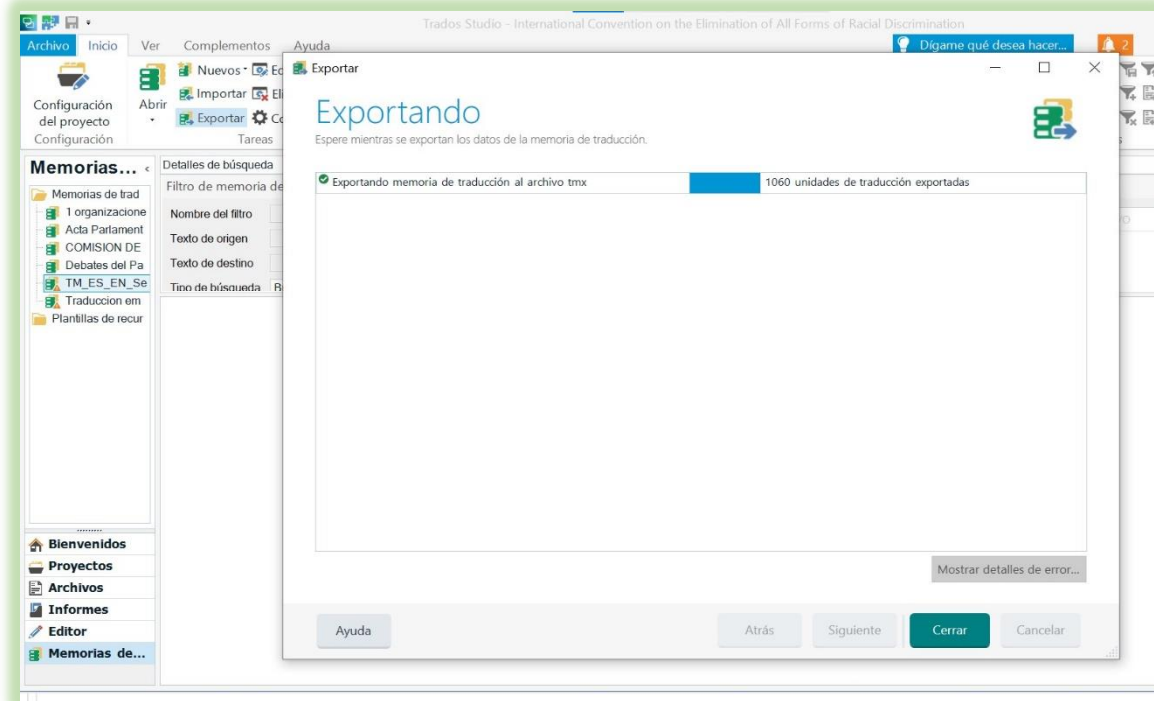 Trados Studio - International Convention on the Elimination of All Forms of Racial Discrimination
Archivo Inicio Ver Complementos Ayuda
Dígame qué desea hacer... 2
Configuración del proyecto
Configuración
Abrir
Nuevos
Importar
Exportar
Tareas
Memorias...
Memorias de trad
1 organizacione
Acta Parlament
COMISION DE
Debates del Pa
TM_ES_EN_Se
Traduccion em
Plantillas de recur
Detalles de búsqueda
Filtro de memoria de
Nombre del filtro
Texto de origen
Texto de destino
Tipo de búsqueda
Exportar
Exportando
Espere mientras se exportan los datos de la memoria de traducción.
Exportando memoria de traducción al archivo tmx 1060 unidades de traducción exportadas
Mostrar detalles de error...
Ayuda Atrás Siguiente Cerrar Cancelar
Bienvenidos
Proyectos
Archivos
Informes
Editor
Memorias de...